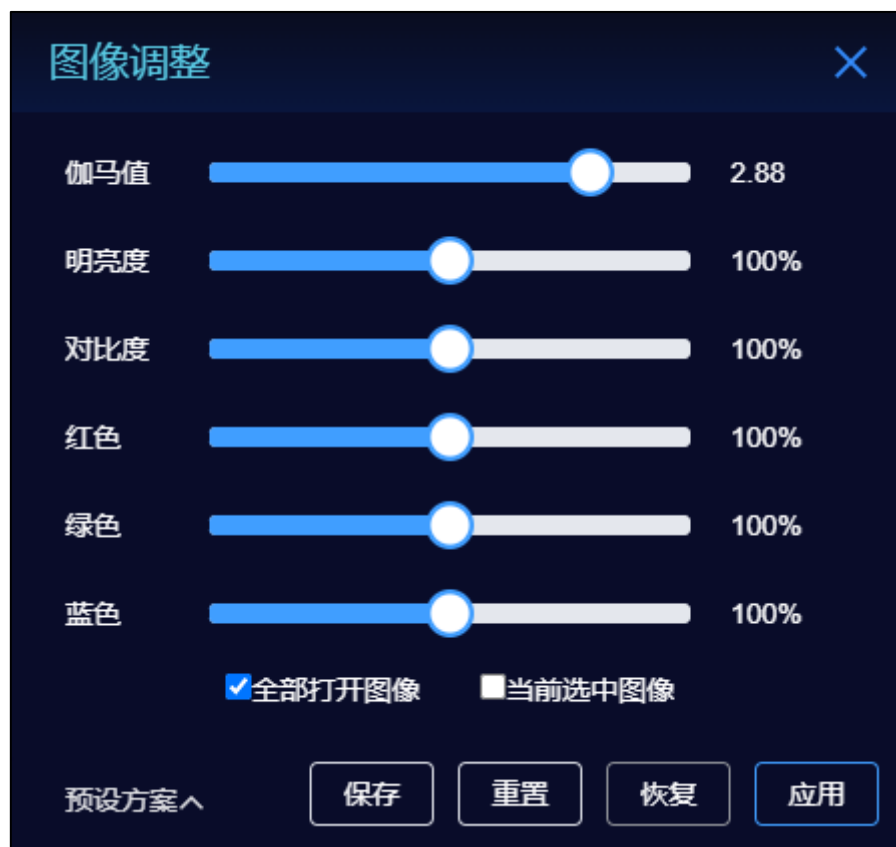 图像调整
伽马值 2.88
明亮度 100%
对比度 100%
红色 100%
绿色 100%
蓝色 100%
全部打开图像 当前选中图像
预设方案 保存 重置 恢复 应用